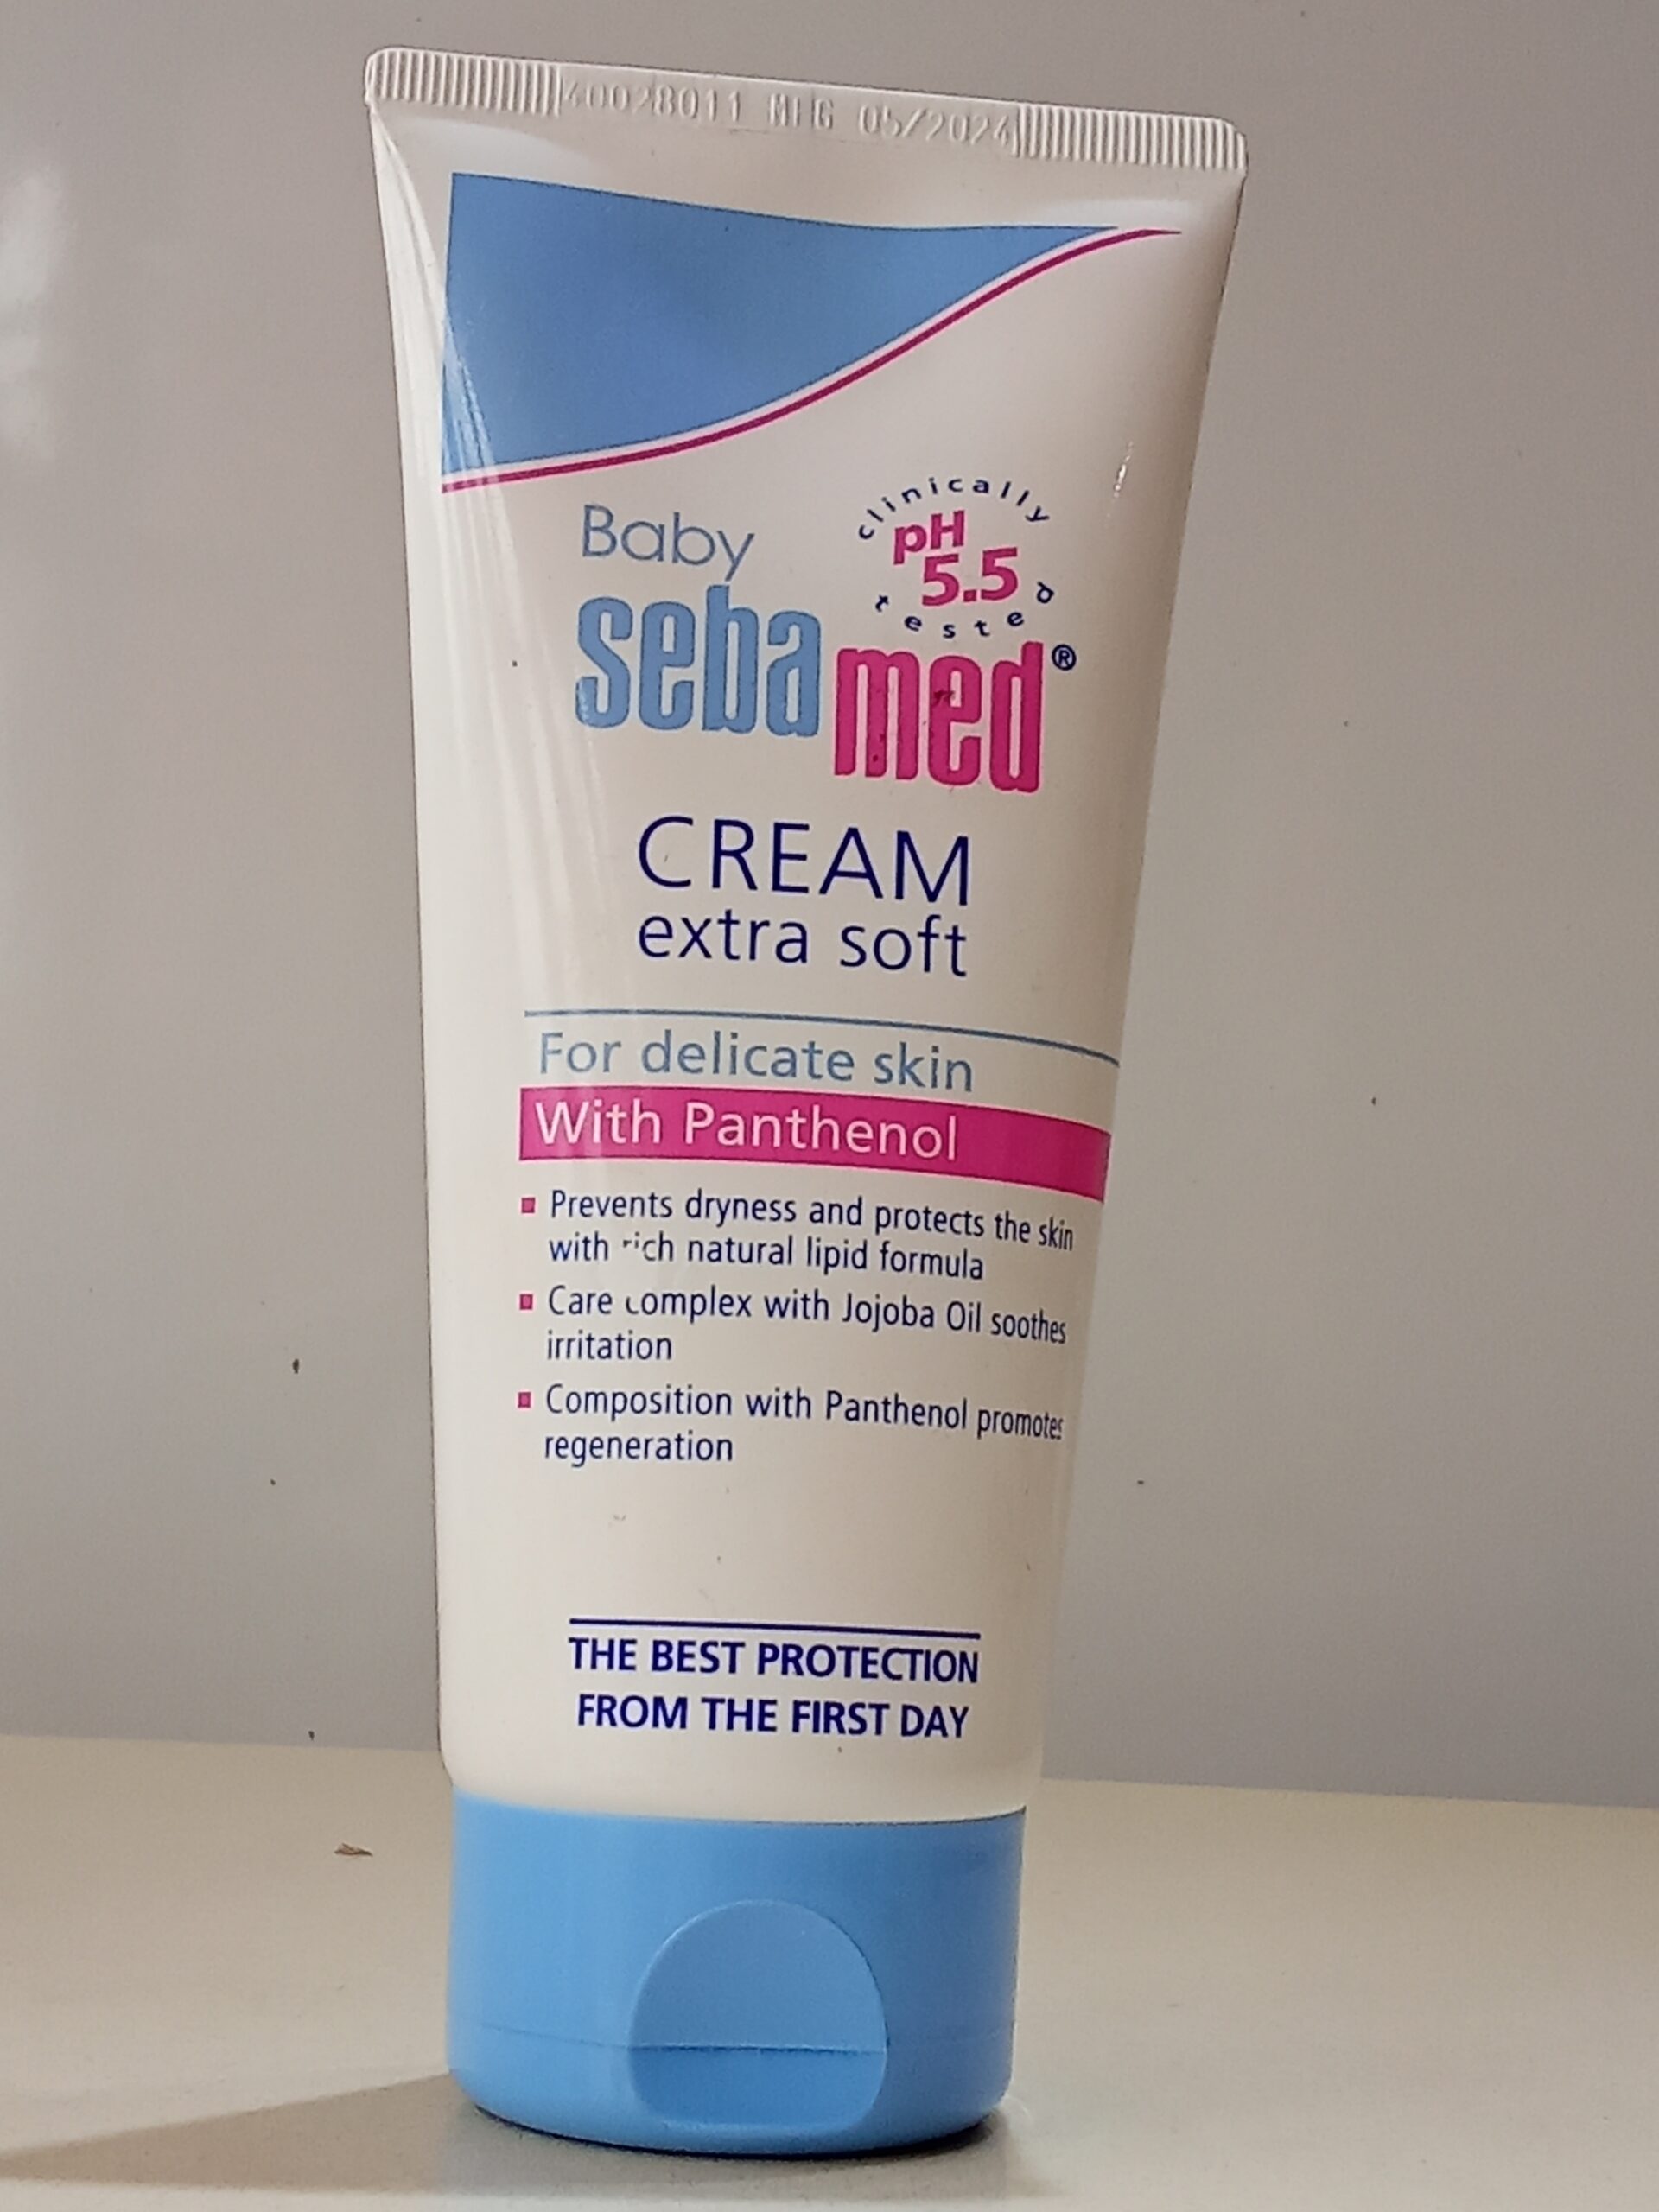 40028011 MFG 05/2024
Baby
clinically
pH
5.5
tested
sebamed®
CREAM
extra soft
For delicate skin
With Panthenol
▪ Prevents dryness and protects the skin
with rich natural lipid formula
▪ Care complex with Jojoba Oil soothes
irritation
▪ Composition with Panthenol promotes
regeneration
THE BEST PROTECTION
FROM THE FIRST DAY